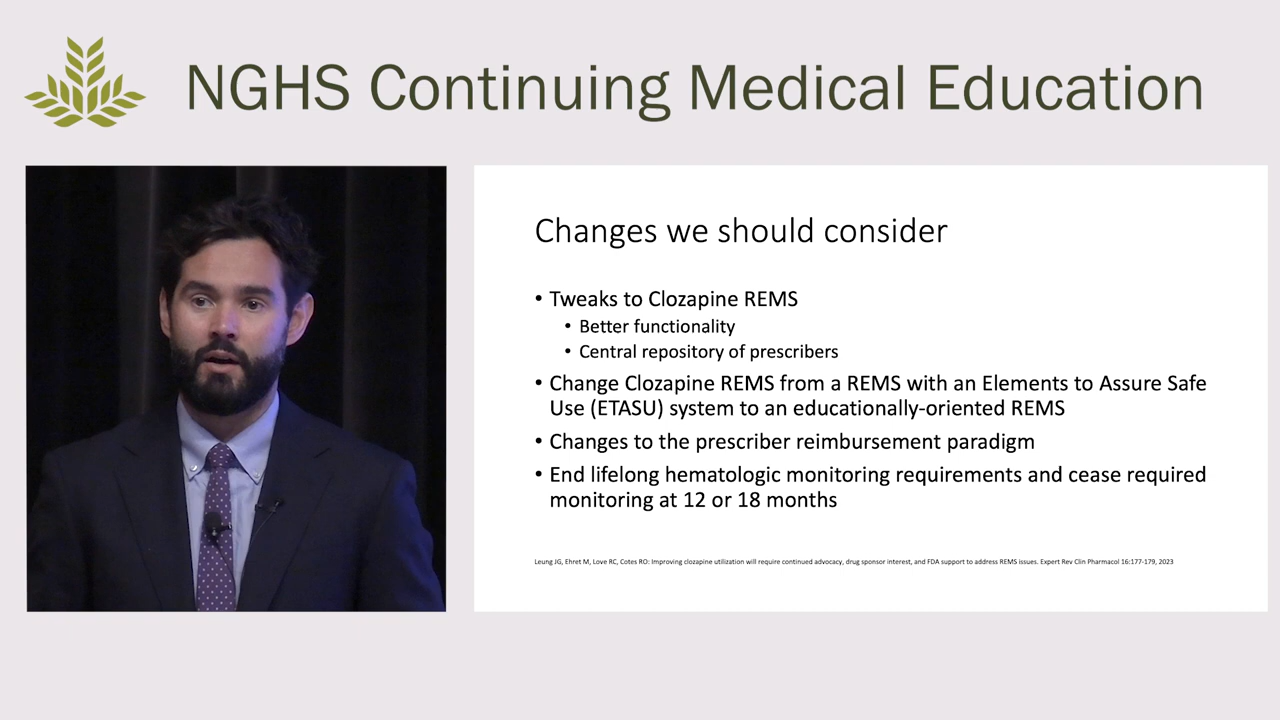 NGHS Continuing Medical Education
Changes we should consider
• Tweaks to Clozapine REMS
• Better functionality
• Central repository of prescribers
• Change Clozapine REMS from a REMS with an Elements to Assure Safe
Use (ETASU) system to an educationally-oriented REMS
• Changes to the prescriber reimbursement paradigm
• End lifelong hematologic monitoring requirements and cease required
monitoring at 12 or 18 months
Leung JG, Ehret M, Love RC, Cotes RO: Improving clozapine utilization will require continued advocacy, drug sponsor interest, and FDA support to address REMS issues. Expert Rev Clin Pharmacol 16:177-179, 2023